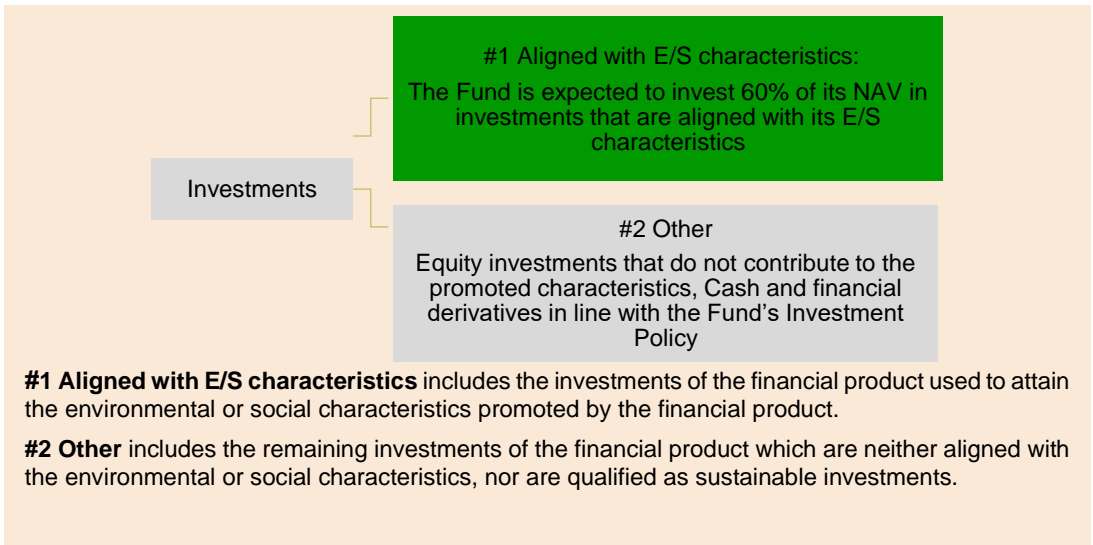 #1 Aligned with E/S characteristics:
The Fund is expected to invest 60% of its NAV in
investments that are aligned with its E/S
characteristics
Investments
#2 Other
Equity investments that do not contribute to the
promoted characteristics, Cash and financial
derivatives in line with the Fund’s Investment
Policy
#1 Aligned with E/S characteristics includes the investments of the financial product used to attain
the environmental or social characteristics promoted by the financial product.
#2 Other includes the remaining investments of the financial product which are neither aligned with
the environmental or social characteristics, nor are qualified as sustainable investments.